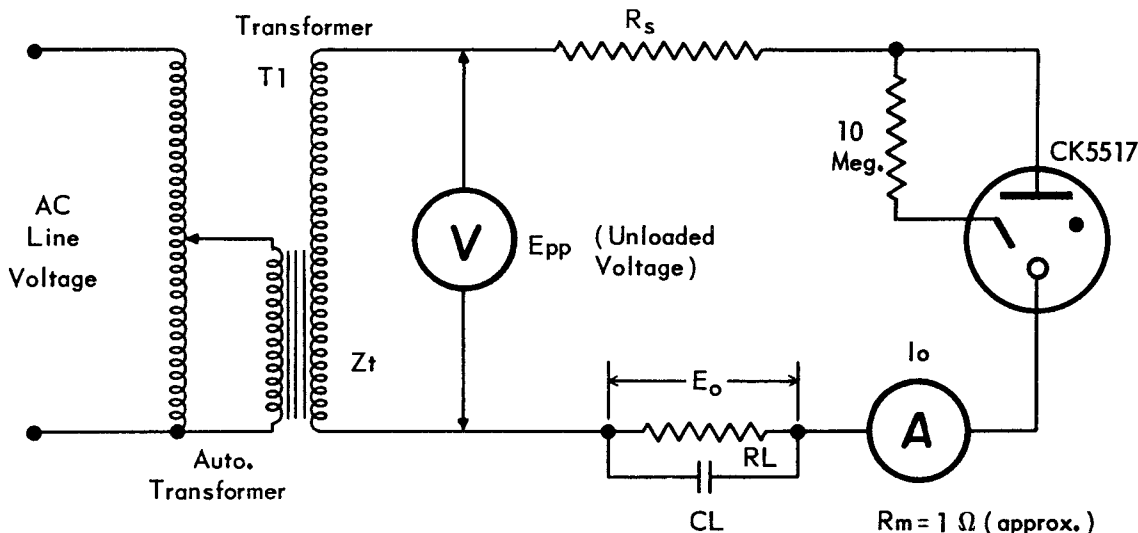 Transformer
T1
Rs
10
Meg.
CK5517
AC
Line
Voltage
V
Epp
(Unloaded
Voltage)
Zt
Eo
Io
A
RL
CL
Auto.
Transformer
Rm = 1 Ω (approx.)